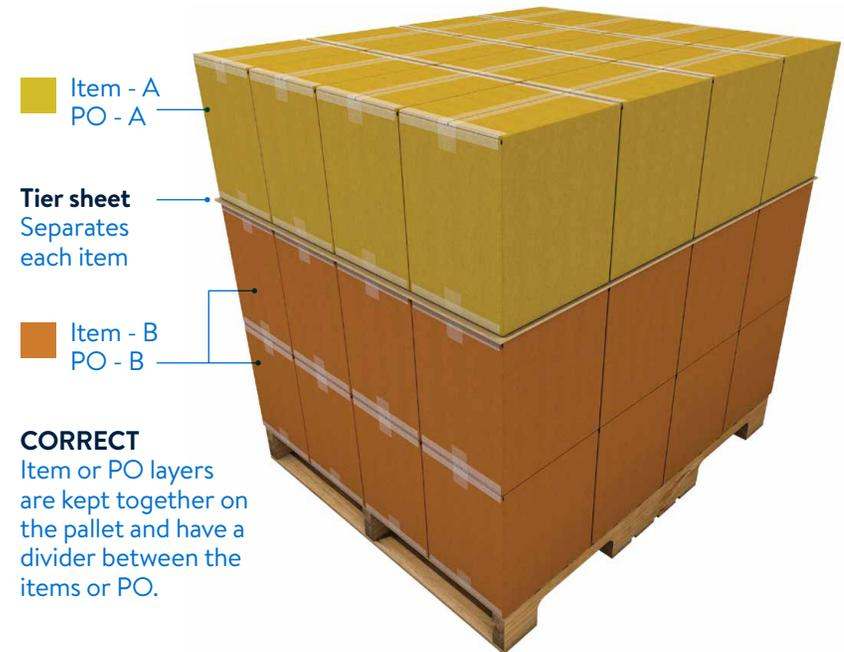 Item - A
PO - A
Tier sheet
Separates
each item
Item - B
PO - B
CORRECT
Item or PO layers
are kept together on
the pallet and have a
divider between the
items or PO.